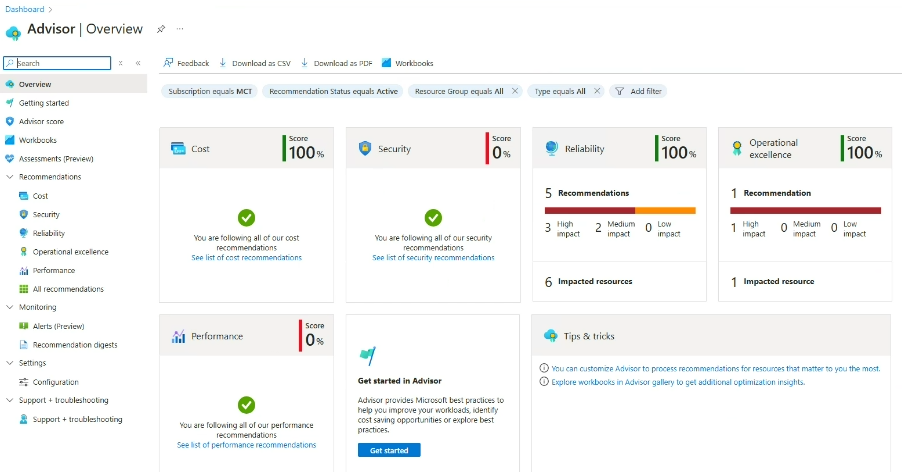 Dashboard >
Advisor | Overview ...
Search
Feedback Download as CSV Download as PDF Workbooks
Subscription equals MCT Recommendation Status equals Active Resource Group equals All Type equals All Add filter
Overview
Getting started
Advisor score
Workbooks
Assessments (Preview)
Recommendations
Cost
Security
Reliability
Operational excellence
Performance
All recommendations
Monitoring
Alerts (Preview)
Recommendation digests
Settings
Configuration
Support + troubleshooting
Support + troubleshooting
Cost
Score
100 %
You are following all of our cost
recommendations
See list of cost recommendations
Security
Score
0 %
You are following all of our security
recommendations
See list of security recommendations
Reliability
Score
100 %
5 Recommendations
3 High impact 2 Medium impact 0 Low impact
6 Impacted resources
Operational
excellence
Score
100 %
1 Recommendation
1 High impact 0 Medium impact 0 Low impact
1 Impacted resource
Performance
Score
0 %
You are following all of our performance
recommendations
See list of performance recommendations
Get started in Advisor
Advisor provides Microsoft best practices to
help you improve your workloads, identify
cost saving opportunities or explore best
practices.
Get started
Tips & tricks
You can customize Advisor to process recommendations for resources that matter to you the most.
Explore workbooks in Advisor gallery to get additional optimization insights.